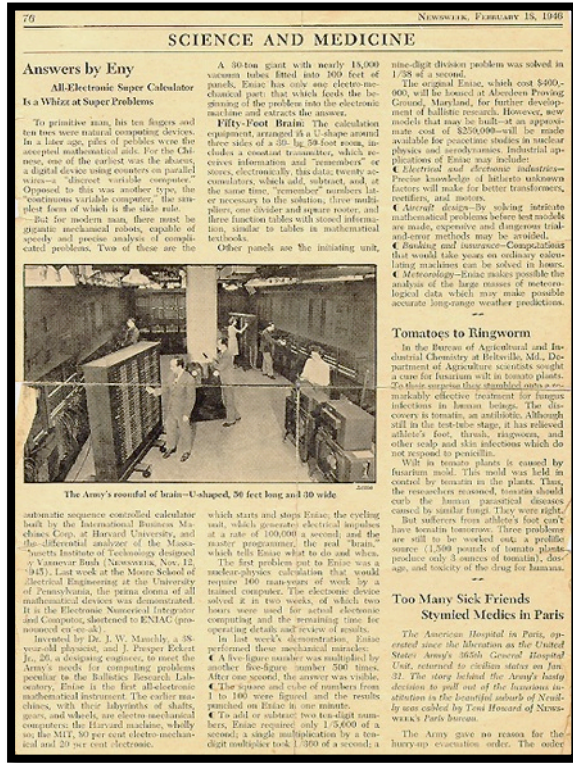 76
NEWSWEEK, FEBRUARY 18, 1946
SCIENCE AND MEDICINE
Answers by Eny
All-Electronic Super Calculator
Is a Whizz at Super Problems
To primitive man, his ten fingers and
ten toes were natural computing devices.
In a later age, piles of pebbles were the
accepted mathematical aids. For the Chi-
nese, one of the earliest was the abacus,
a digital device using counters on parallel
wires—a "discreet variable computer."
Opposed to this was another type, the
"continuous variable computer," the sim-
plest form of which is the slide rule.
But for modern man, there must be
gigantic mechanical robots, capable of
speedy and precise analysis of compli-
cated problems. Two of these are the
The Army's roomful of brain—U-shaped, 30 feet long and 30 wide
automatic sequence controlled calculator
built by the International Business Ma-
chines Corp. at Harvard University, and
the differential analyzer of the Massa-
husetts Institute of Technology designed
y Vannevar Bush (NEWSWEEK, Nov. 12,
1945). Last week at the Moore School of
Electrical Engineering at the University
of Pennsylvania, the prima donna of all
mathematical devices was demonstrated.
It is the Electronic Numerical Integrator
and Computor, shortened to ENIAC (pro-
nounced en'-ee-ak).
Invented by Dr. J. W. Mauchly, a 38-
year-old physicist, and J. Presper Eckert
Jr., 26, a designing engineer, to meet the
Army's needs for computing problems
peculiar to the Ballistics Research Lab-
oratory, Eniac is the first all-electronic
mathematical instrument. The earlier ma-
chines, with their labyrinths of shafts,
gears, and wheels, are electro-mechanical
computers: the Harvard machine, wholly
so; the MIT, 80 per cent electro-mechan-
ical and 20 per cent electronic.
A 30-ton giant with nearly 18,000
vacuum tubes fitted into 100 feet of
panels, Eniac has only one electro-me-
chanical part: that which feeds the be-
ginning of the problem into the electronic
machine and extracts the answer.
Fifty-Foot Brain: The calculation
equipment, arranged in a U-shape around
three sides of a 30- by 50-foot room, in-
cludes a constant transmitter, which re-
ceives information and "remembers" or
stores, electronically, this data; twenty ac-
cumulators, which add, subtract, and, at
the same time, "remember" numbers lat-
er necessary to the solution; three multi-
pliers, one divider and square rooter, and
three function tables with stored informa-
tion, similar to tables in mathematical
textbooks.
Other panels are the initiating unit,
which starts and stops Eniac; the cycling
unit, which generates electrical impulses
at a rate of 100,000 a second; and the
master programmer, the real "brain,"
which tells Eniac what to do and when.
The first problem put to Eniac was a
nuclear-physics calculation that would
require 100 man-years of work by a
trained computer. The electronic device
solved it in two weeks, of which two
hours were used for actual electronic
computing and the remaining time for
operating details and review of results.
In last week's demonstration, Eniac
performed these mechanical miracles:
A five-figure number was multiplied by
another five-figure number 500 times.
After one second, the answer was visible.
The square and cube of numbers from
1 to 100 were figured and the results
punched on Eniac in one minute.
To add or subtract two ten-digit num-
bers, Eniac required only 1/5,000 of a
second; a single multiplication by a ten-
digit multiplier took 1/360 of a second; a
nine-digit division problem was solved in
1/38 of a second.
The original Eniac, which cost $400,-
000, will be housed at Aberdeen Proving
Ground, Maryland, for further develop-
ment of ballistic research. However, new
models that may be built—at an approxi-
mate cost of $250,000—will be made
available for peacetime studies in nuclear
physics and aerodynamics. Industrial ap-
plications of Eniac may include:
Electrical and electronic industries—
Precise knowledge of hitherto unknown
factors will make for better transformers,
rectifiers, and motors.
Aircraft design—By solving intricate
mathematical problems before test models
are made, expensive and dangerous trial-
and-error methods may be avoided.
Banking and insurance—Computations
that would take years on ordinary calcu-
lating machines can be solved in hours.
Meteorology—Eniac makes possible the
analysis of the large masses of meteoro-
logical data which may make possible
accurate long-range weather predictions.
Tomatoes to Ringworm
In the Bureau of Agricultural and In-
dustrial Chemistry at Beltsville, Md., De-
partment of Agriculture scientists sought
a cure for fusarium wilt in tomato plants.
To their surprise they stumbled onto a re-
markably effective treatment for fungus
infections in human beings. The dis-
covery is tomatin, an antibiotic. Although
still in the test-tube stage, it has relieved
athlete's foot, thrush, ringworm, and
other scalp and skin infections which do
not respond to penicillin.
Wilt in tomato plants is caused by
fusarium mold. This mold was held in
control by tomatin in the plants. Thus,
the researchers reasoned, tomatin should
curb the human parasitical diseases
caused by similar fungi. They were right.
But sufferers from athlete's foot can't
have tomatin tomorrow. Three problems
are still to be worked out: a prolific
source (1,500 pounds of tomato plants
produce only 3 ounces of tomatin), dos-
age, and toxicity of the drug for humans.
Too Many Sick Friends
Stymied Medics in Paris
The American Hospital in Paris, op-
erated since the liberation as the United
States Army's 365th General Hospital
Unit, returned to civilian status on Jan.
31. The story behind the Army's hasty
decision to pull out of the luxurious in-
stitution in the beautiful suburb of Neuil-
ly was cabled by Toni Howard of NEWS-
WEEK's Paris bureau.
The Army gave no reason for the
hurry-up evacuation order. The order